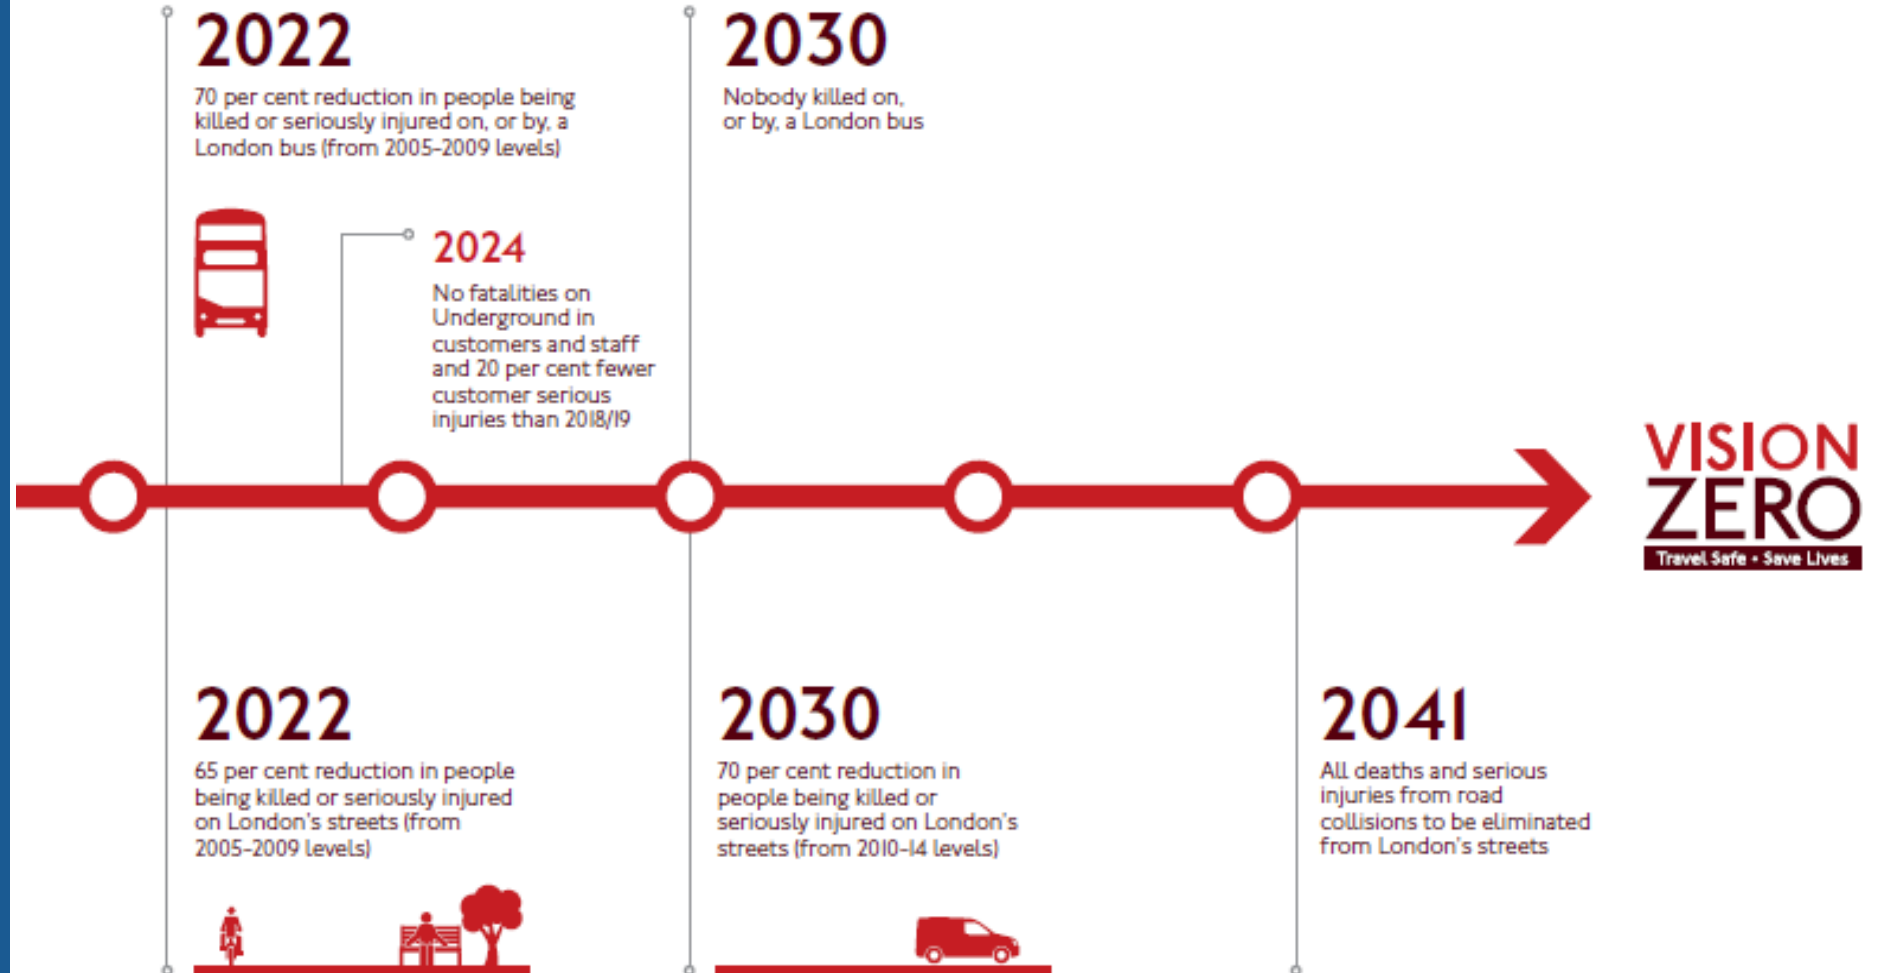 2022
70 per cent reduction in people being
killed or seriously injured on, or by, a
London bus (from 2005-2009 levels)
2030
Nobody killed on,
or by, a London bus
2024
No fatalities on
Underground in
customers and staff
and 20 per cent fewer
customer serious
injuries than 2018/19
VISION
ZERO
Travel Safe • Save Lives
2022
65 per cent reduction in people
being killed or seriously injured
on London's streets (from
2005-2009 levels)
2030
70 per cent reduction in
people being killed or
seriously injured on London's
streets (from 2010-14 levels)
2041
All deaths and serious
injuries from road
collisions to be eliminated
from London's streets